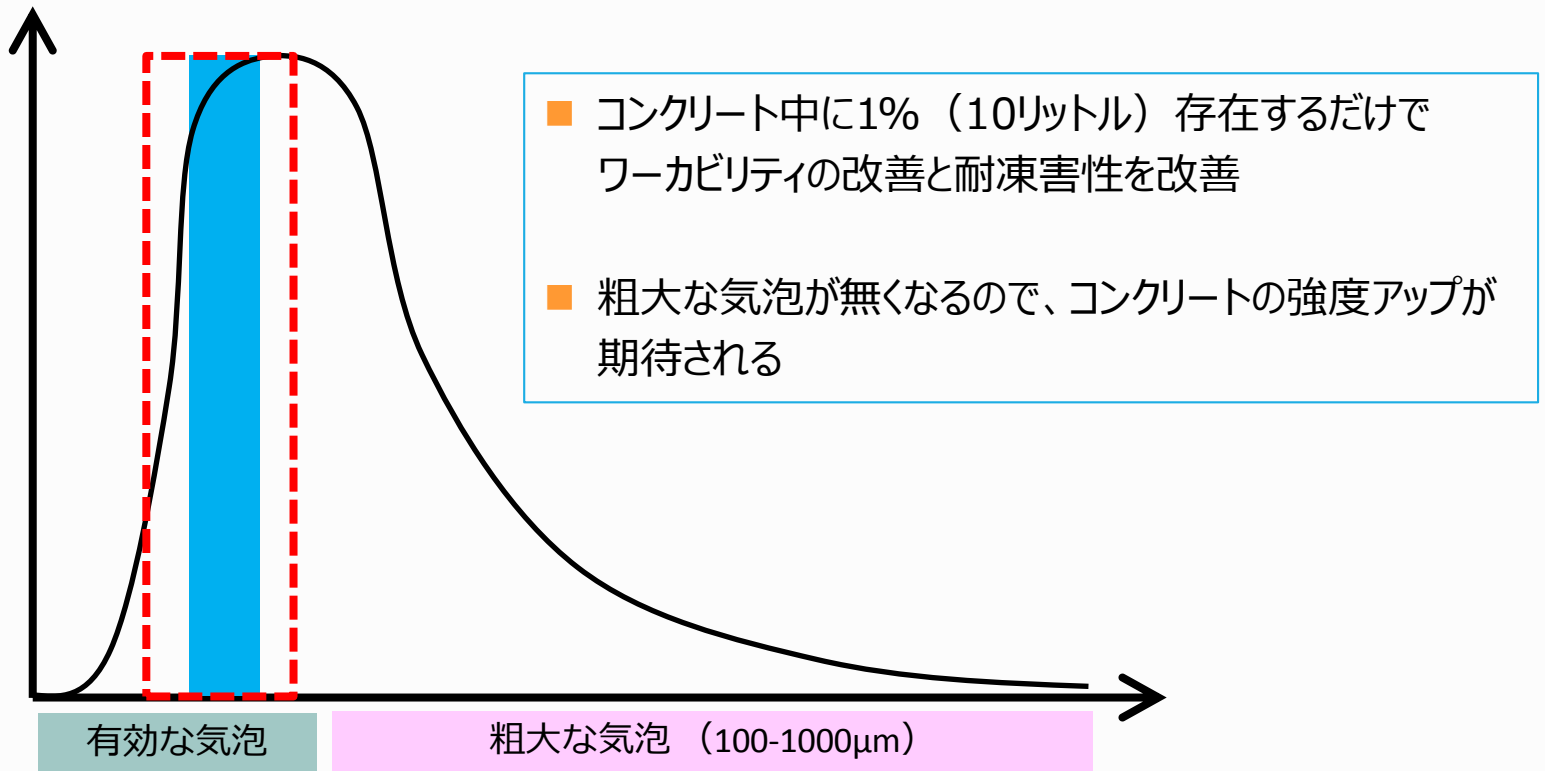 コンクリート中に1%（10リットル）存在するだけで
ワーカビリティの改善と耐凍害性を改善
粗大な気泡が無くなるので、コンクリートの強度アップが
期待される
有効な気泡
粗大な気泡 （100-1000μm）